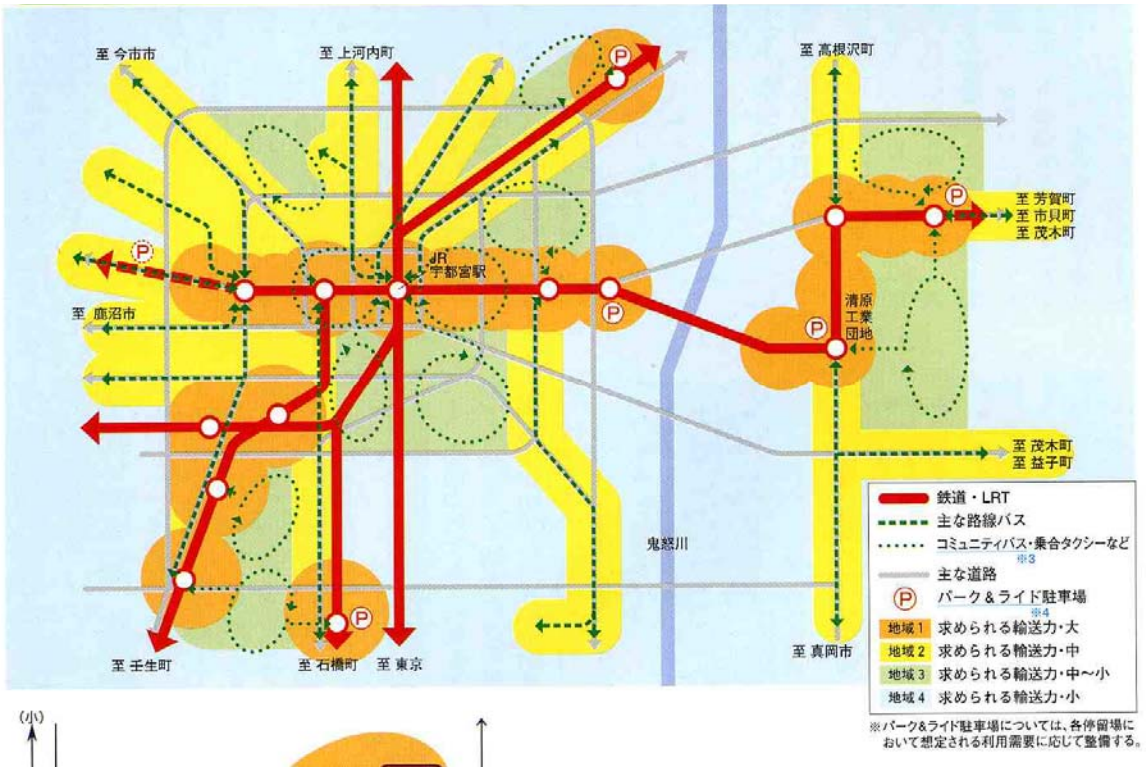 至 今市市
至 上河内町
至 高根沢町
P
P
至 芳賀町
至 市貝町
至 茂木町
P
JR
宇都宮駅
至 鹿沼市
P
P
清原
工業
団地
至 茂木町
至 益子町
鬼怒川
P
至 壬生町
至 石橋町
至 東京
至 真岡市
鉄道・LRT
主な路線バス
コミュニティバス・乗合タクシーなど
※3
主な道路
P パーク&ライド駐車場
※4
地域1 求められる輸送力・大
地域2 求められる輸送力・中
地域3 求められる輸送力・中〜小
地域4 求められる輸送力・小
※パーク&ライド駐車場については、各停留場に
おいて想定される利用需要に応じて整備する。
(小)